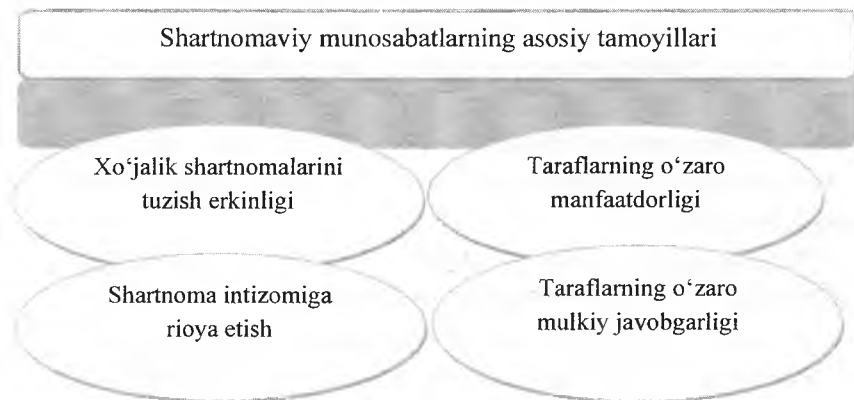 Shartnomaviy munosabatlarning asosiy tamoyillari
Xo‘jalik shartnomalarini
tuzish erkinligi
Taraflarning o‘zaro
manfaatdorligi
Shartnoma intizomiga
rioya etish
Taraflarning o‘zaro
mulkiy javobgarligi